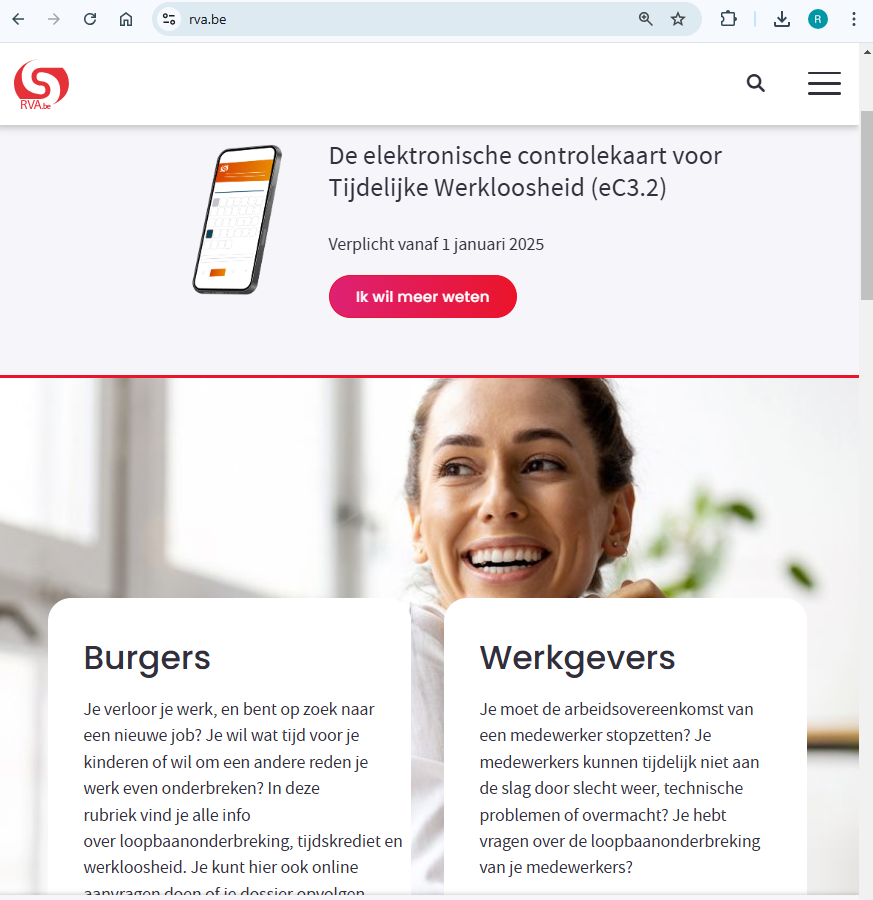 rva.be
R
RVA.be
De elektronische controlekaart voor
Tijdelijke Werkloosheid (eC3.2)
Verplicht vanaf 1 januari 2025
Ik wil meer weten
Burgers
Je verloor je werk, en bent op zoek naar
een nieuwe job? Je wil wat tijd voor je
kinderen of wil om een andere reden je
werk even onderbreken? In deze
rubriek vind je alle info
over loopbaanonderbreking, tijdskrediet en
werkloosheid. Je kunt hier ook online
aanvragen doen of je dossier opvolgen
Werkgevers
Je moet de arbeidsovereenkomst van
een medewerker stopzetten? Je
medewerkers kunnen tijdelijk niet aan
de slag door slecht weer, technische
problemen of overmacht? Je hebt
vragen over de loopbaanonderbreking
van je medewerkers?